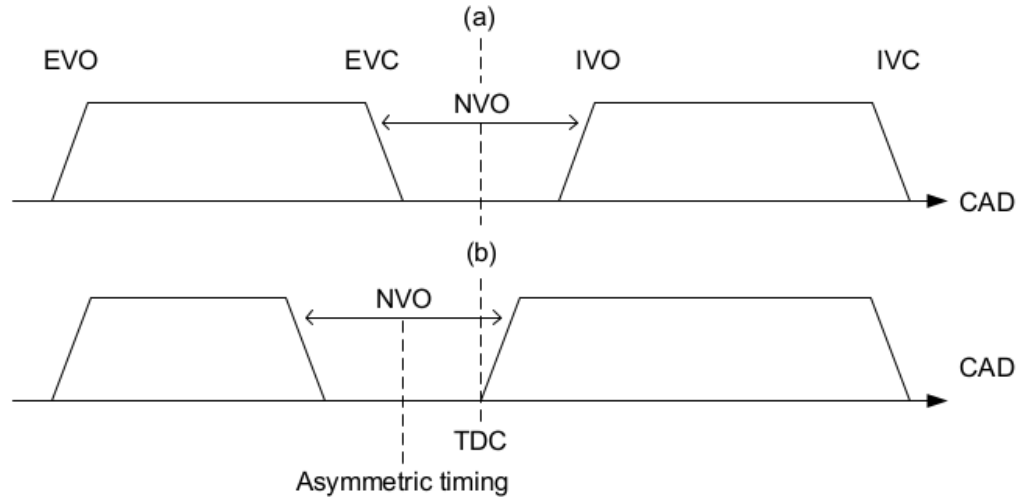 (a)
EVO EVC IVO IVC
NVO
CAD
(b)
NVO
CAD
TDC
Asymmetric timing